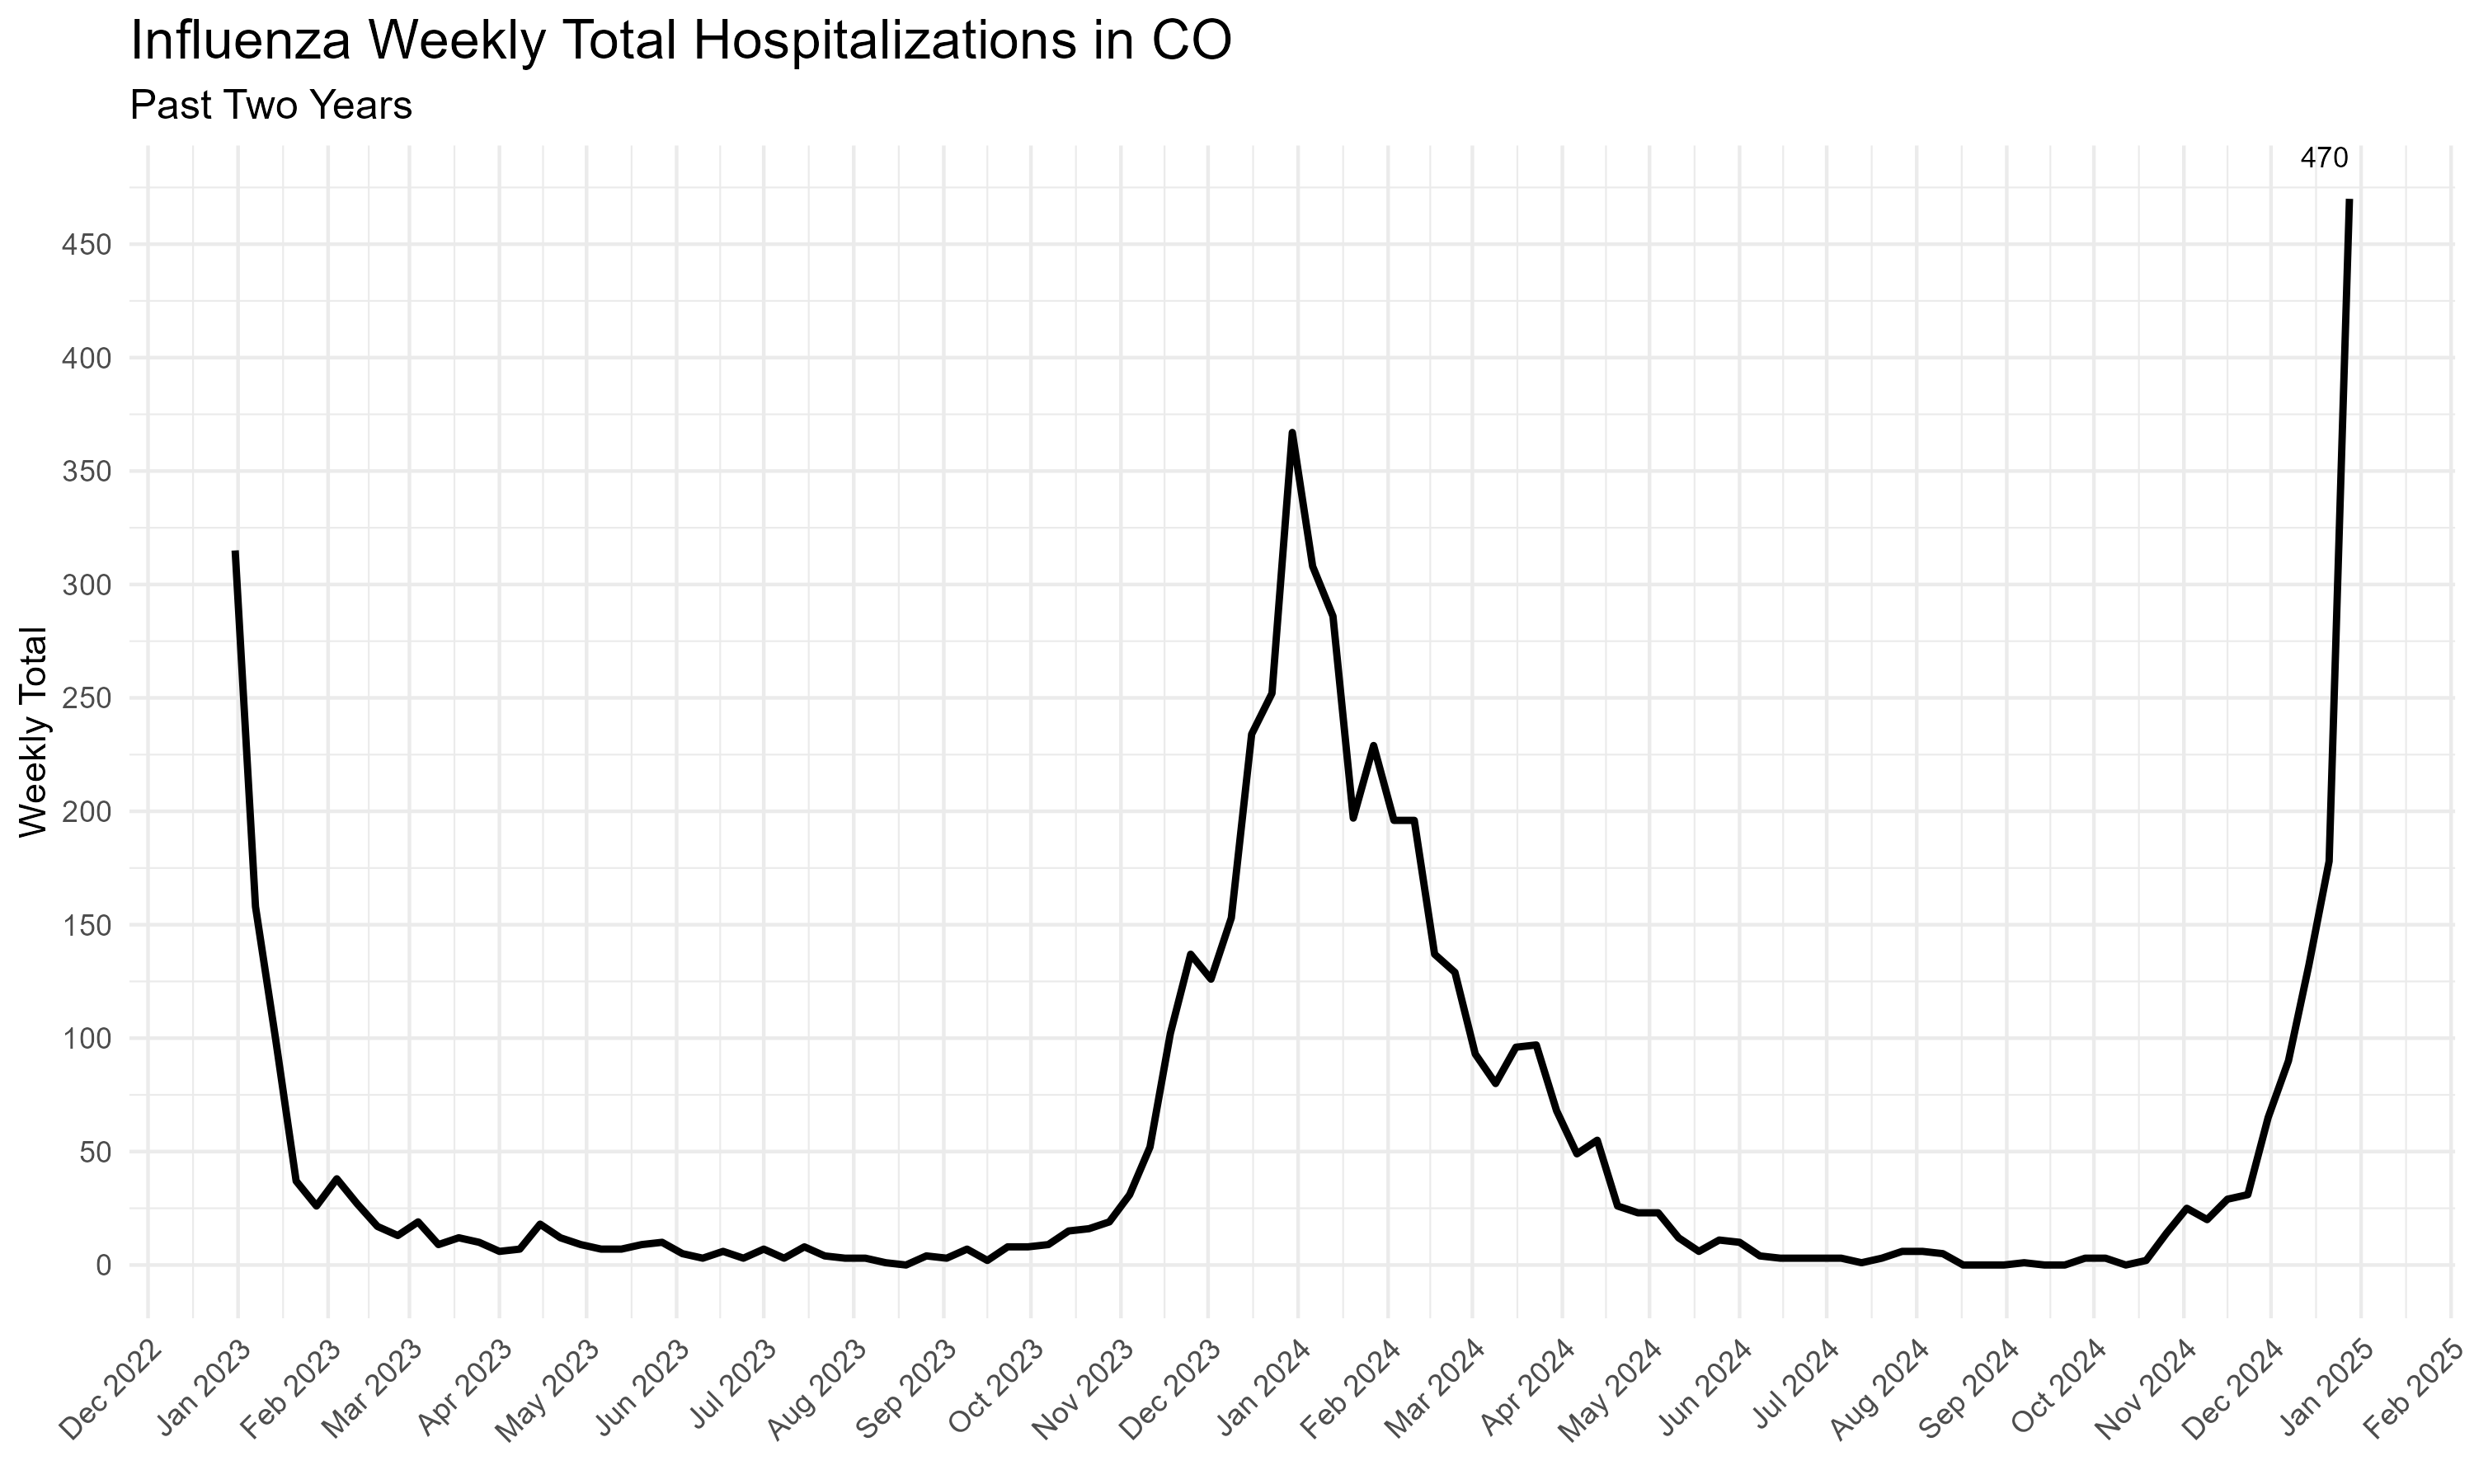 Influenza Weekly Total Hospitalizations in CO
Past Two Years
470
450
400
350
300
250
200
150
100
50
0
Weekly Total
Dec 2022
Jan 2023
Feb 2023
Mar 2023
Apr 2023
May 2023
Jun 2023
Jul 2023
Aug 2023
Sep 2023
Oct 2023
Nov 2023
Dec 2023
Jan 2024
Feb 2024
Mar 2024
Apr 2024
May 2024
Jun 2024
Jul 2024
Aug 2024
Sep 2024
Oct 2024
Nov 2024
Dec 2024
Jan 2025
Feb 2025